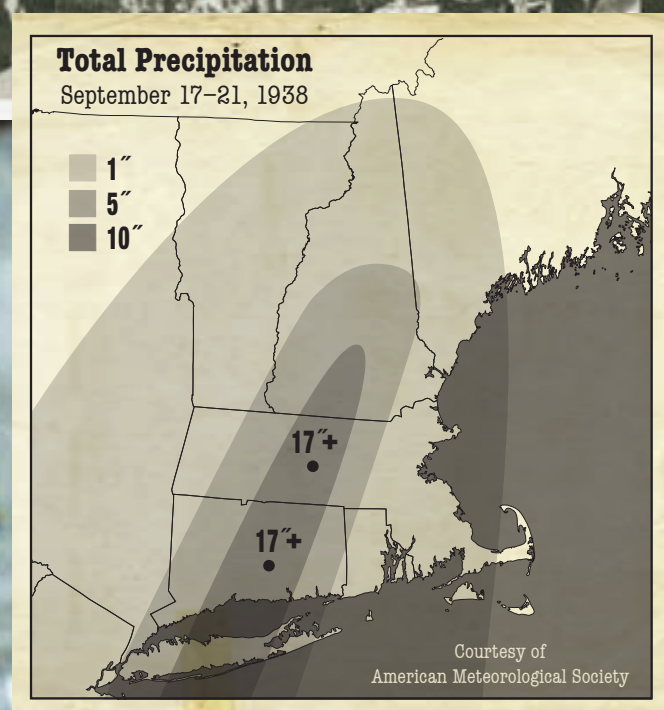 Total Precipitation
September 17–21, 1938
1″
5″
10″
17″+
17″+
Courtesy of
American Meteorological Society